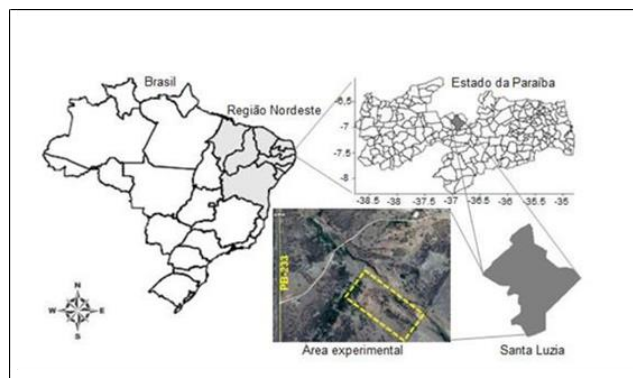 Brasil
Região Nordeste
Estado da Paraíba
-6.5
-7
-7.5
-8
-38.5 -38 -37.5 -37 -36.5 -36 -35.5 -35
PB-233
N
W E
S
Área experimental
Santa Luzia